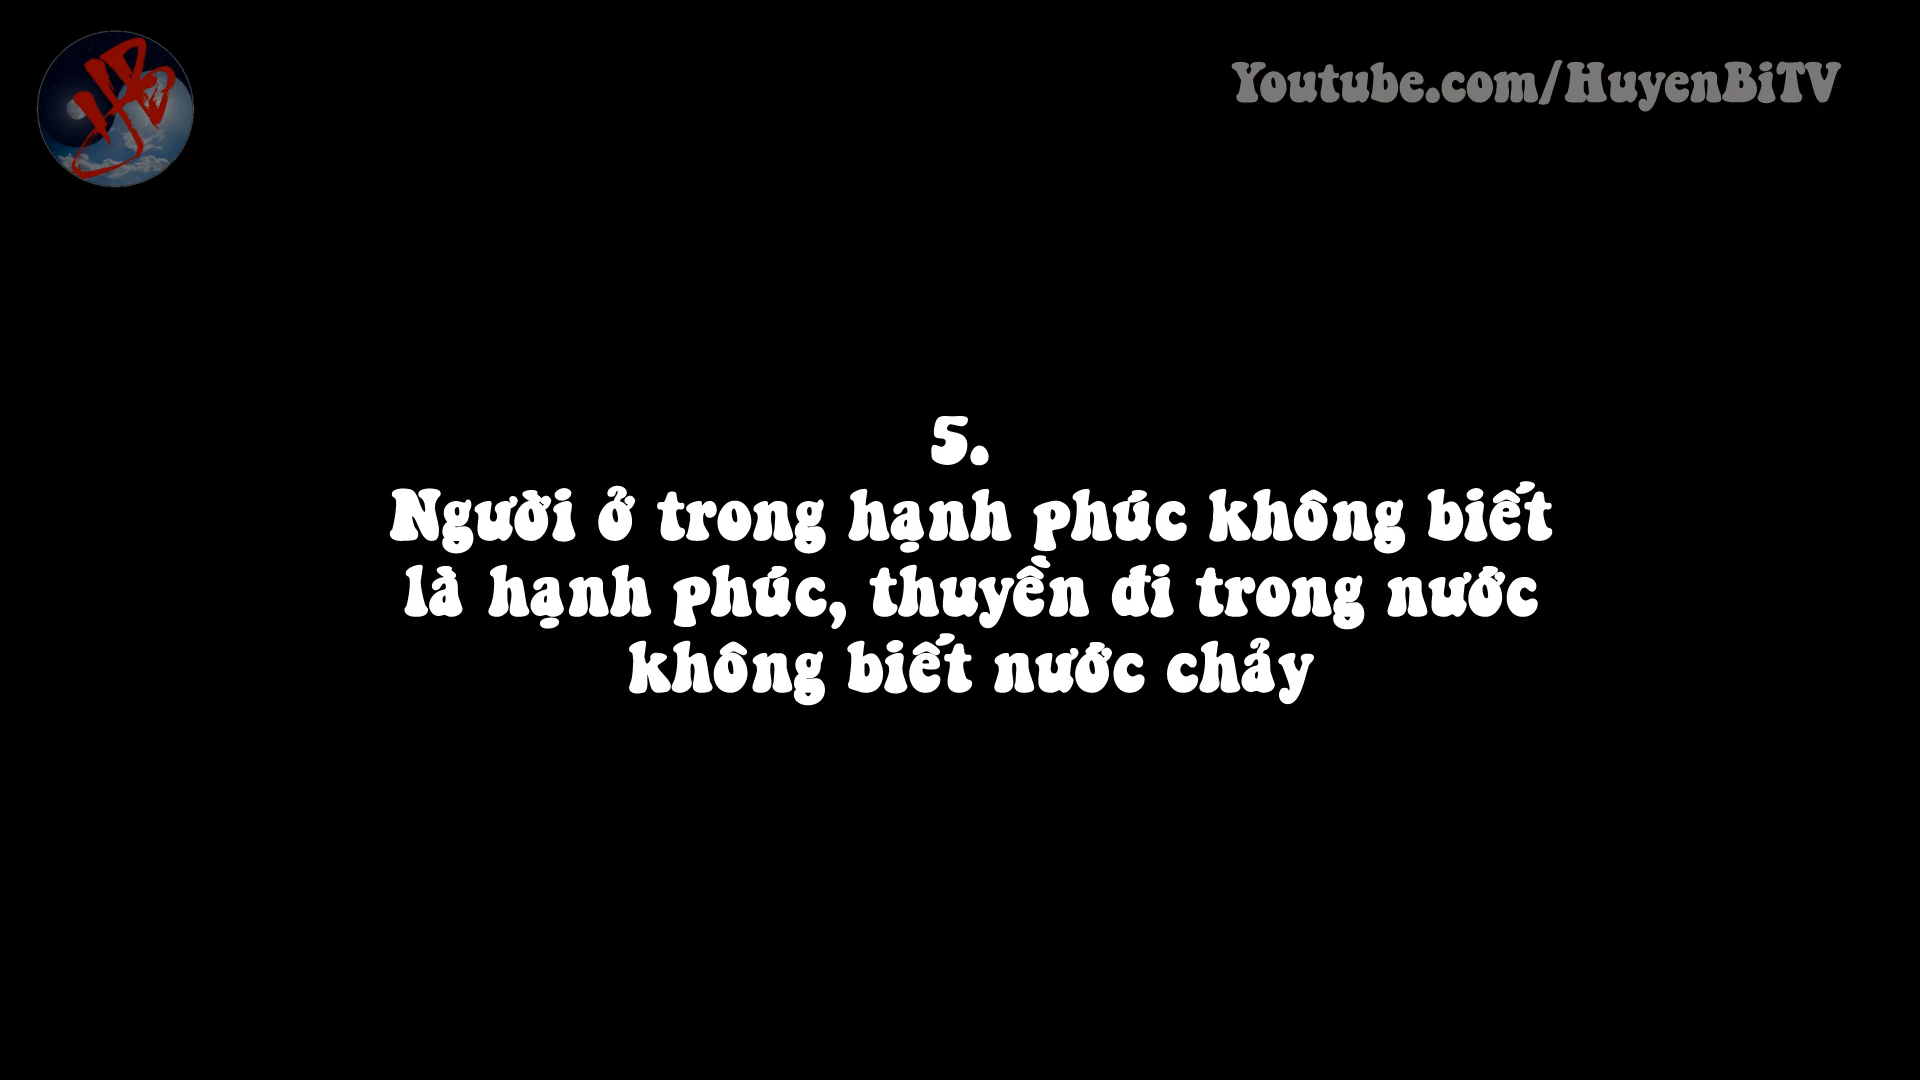 Youtube.com/HuyenBiTV
5.
Người ở trong hạnh phúc không biết
là hạnh phúc, thuyền đi trong nước
không biết nước chảy